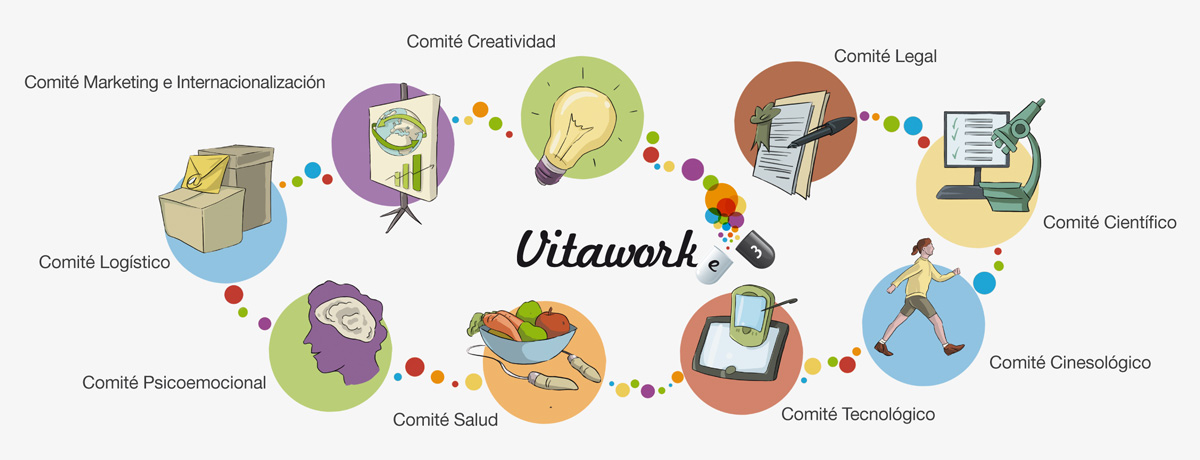 Comité Creatividad
Comité Legal
Comité Marketing e Internacionalización
Comité Científico
Vitawork
e
3
Comité Logístico
Comité Cinesológico
Comité Psicoemocional
Comité Salud
Comité Tecnológico